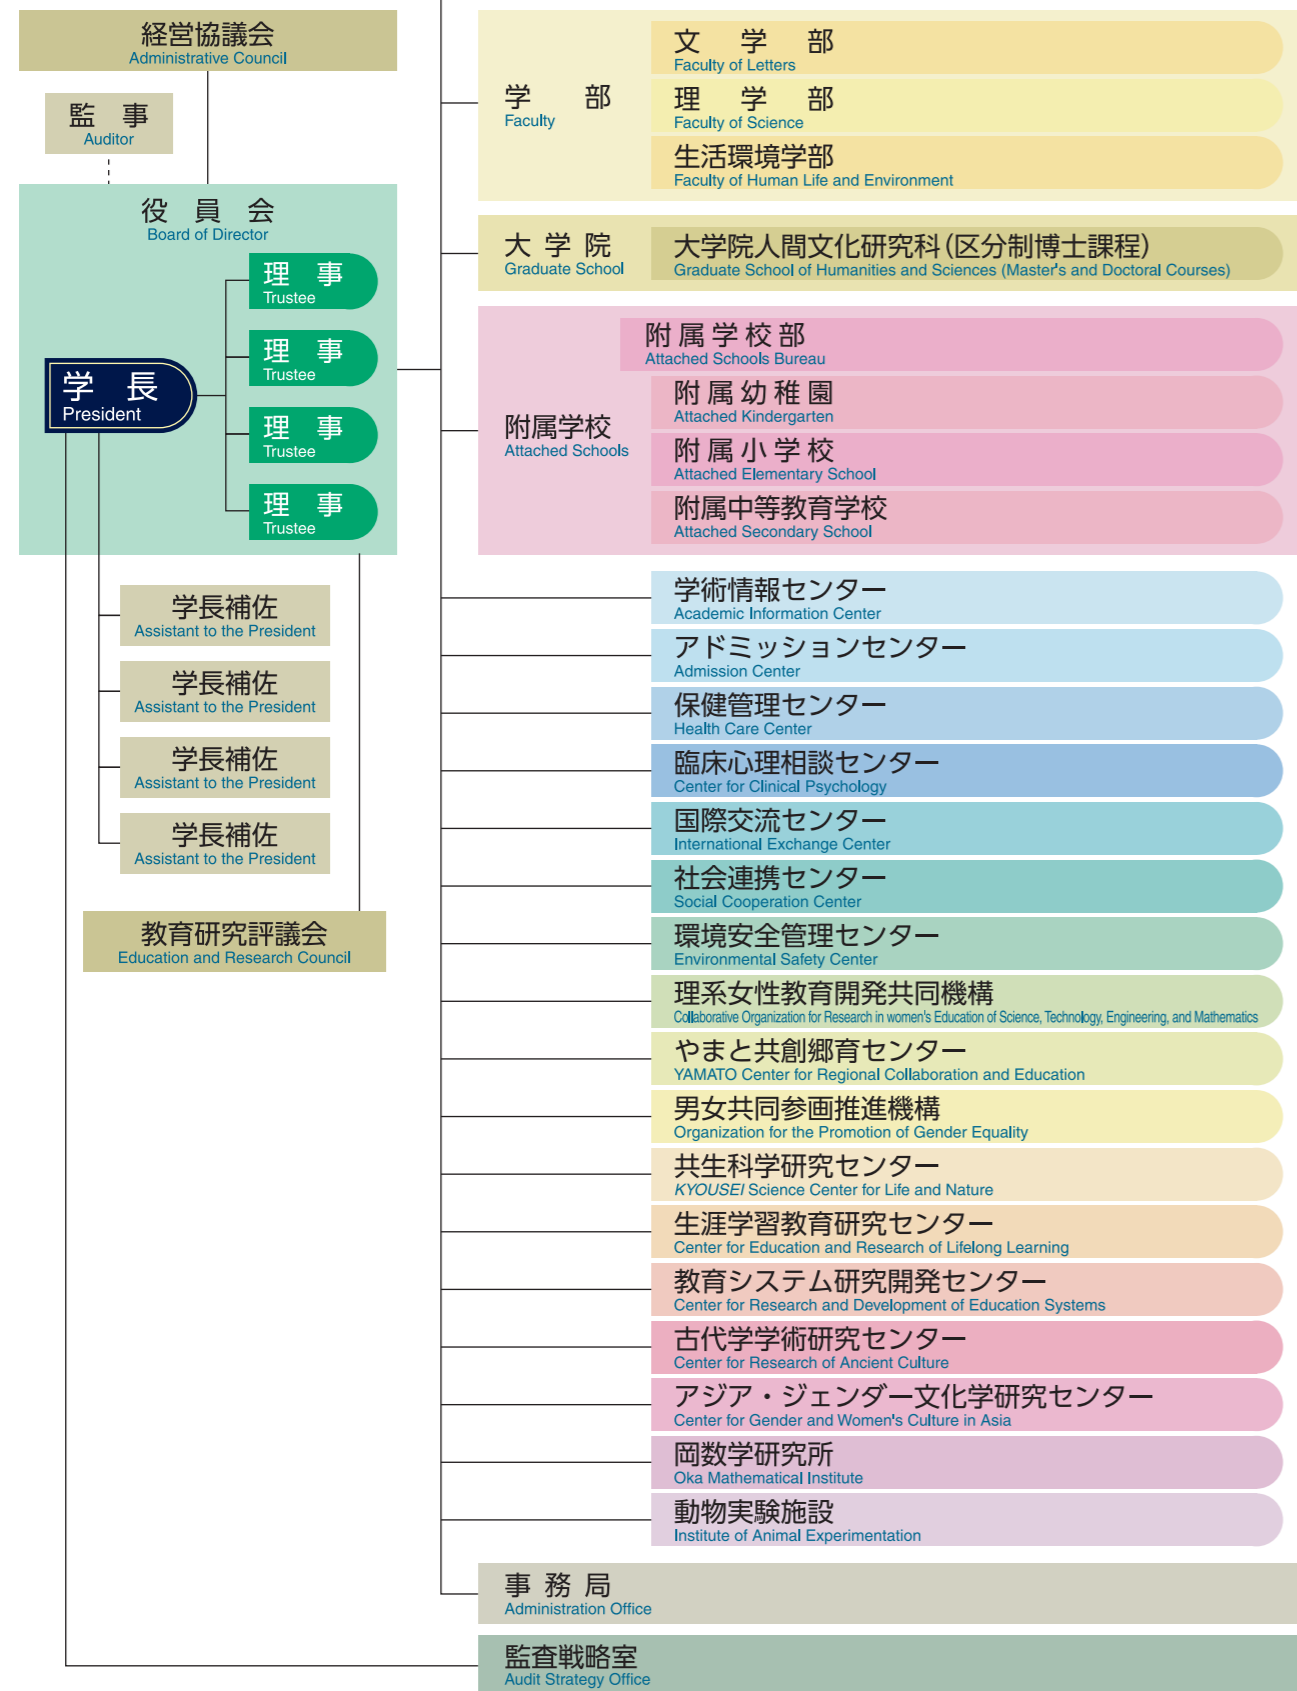 経営協議会
Administrative Council
監 事
Auditor
役 員 会
Board of Director
理 事
Trustee
理 事
Trustee
学 長
President
理 事
Trustee
理 事
Trustee
学長補佐
Assistant to the President
学長補佐
Assistant to the President
学長補佐
Assistant to the President
学長補佐
Assistant to the President
教育研究評議会
Education and Research Council
学 部
Faculty
文 学 部
Faculty of Letters
理 学 部
Faculty of Science
生活環境学部
Faculty of Human Life and Environment
大 学 院
Graduate School
大学院人間文化研究科(区分制博士課程)
Graduate School of Humanities and Sciences (Master's and Doctoral Courses)
附属学校
Attached Schools
附属学校部
Attached Schools Bureau
附属幼稚園
Attached Kindergarten
附属小学校
Attached Elementary School
附属中等教育学校
Attached Secondary School
学術情報センター
Academic Information Center
アドミッションセンター
Admission Center
保健管理センター
Health Care Center
臨床心理相談センター
Center for Clinical Psychology
国際交流センター
International Exchange Center
社会連携センター
Social Cooperation Center
環境安全管理センター
Environmental Safety Center
理系女性教育開発共同機構
Collaborative Organization for Research in women's Education of Science, Technology, Engineering, and Mathematics
やまと共創郷育センター
YAMATO Center for Regional Collaboration and Education
男女共同参画推進機構
Organization for the Promotion of Gender Equality
共生科学研究センター
KYOUSEI Science Center for Life and Nature
生涯学習教育研究センター
Center for Education and Research of Lifelong Learning
教育システム研究開発センター
Center for Research and Development of Education Systems
古代学学術研究センター
Center for Research of Ancient Culture
アジア・ジェンダー文化学研究センター
Center for Gender and Women's Culture in Asia
岡数学研究所
Oka Mathematical Institute
動物実験施設
Institute of Animal Experimentation
事 務 局
Administration Office
監査戦略室
Audit Strategy Office